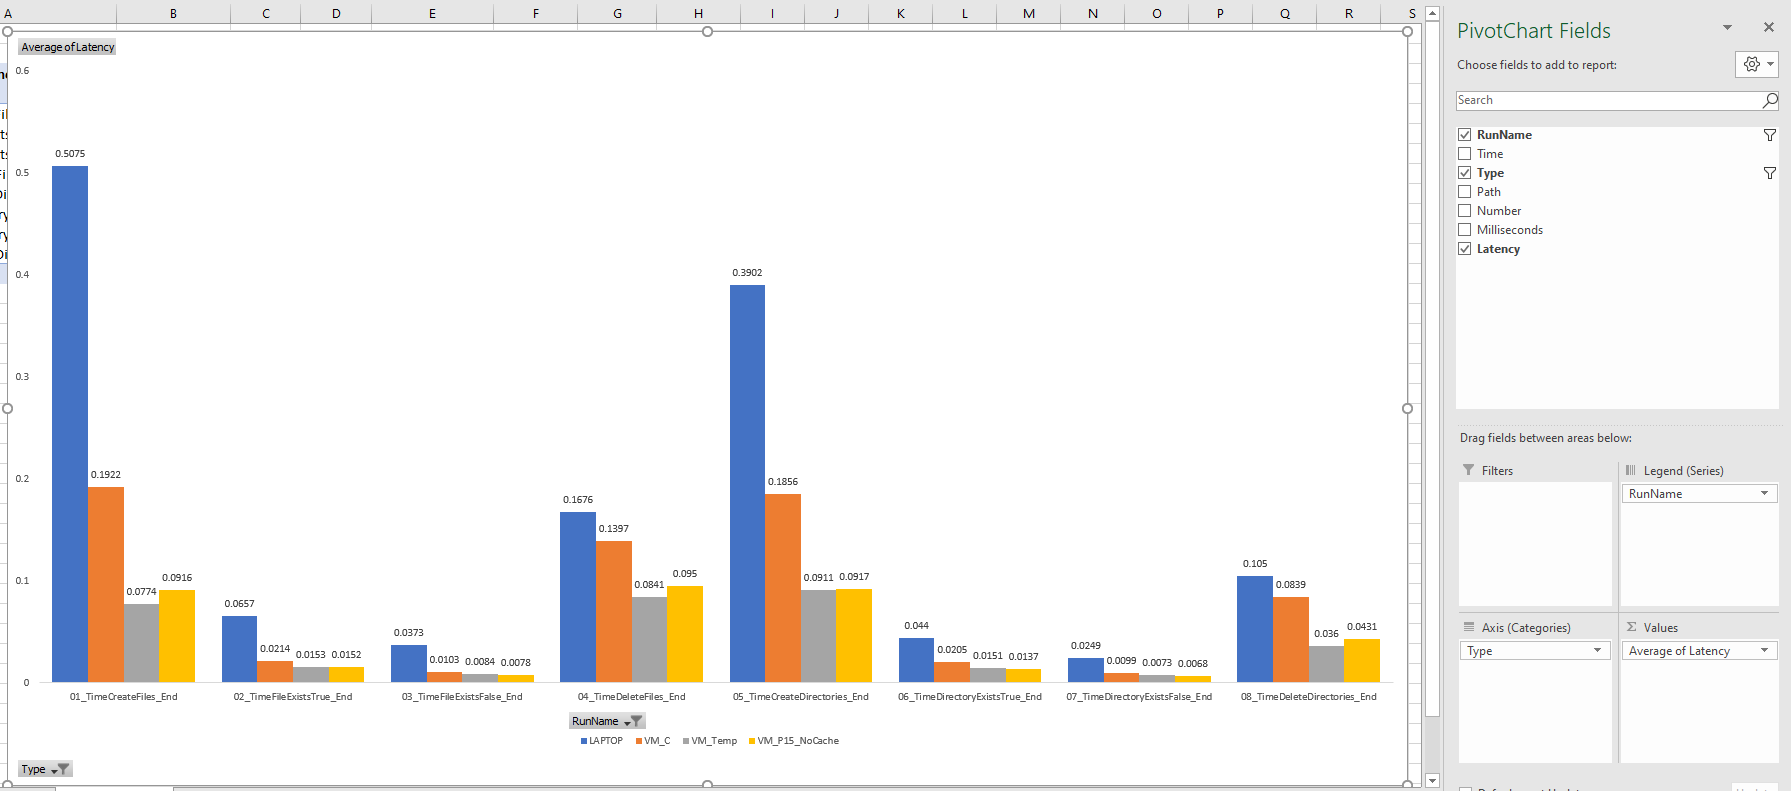 A B C D E F G H I J K L M N O P Q R S
Average of Latency
0.6
0.5
0.4
0.3
0.2
0.1
0
0.5075 0.1922 0.0774 0.0916
0.0657 0.0214 0.0153 0.0152
0.0373 0.0103 0.0084 0.0078
0.1676 0.1397 0.0841 0.095
0.3902 0.1856 0.0911 0.0917
0.044 0.0205 0.0151 0.0137
0.0249 0.0099 0.0073 0.0068
0.105 0.0839 0.036 0.0431
01_TimeCreateFiles_End 02_TimeFileExistsTrue_End 03_TimeFileExistsFalse_End 04_TimeDeleteFiles_End 05_TimeCreateDirectories_End 06_TimeDirectoryExistsTrue_End 07_TimeDirectoryExistsFalse_End 08_TimeDeleteDirectories_End
RunName
LAPTOP VM_C VM_Temp VM_P15_NoCache
Type
PivotChart Fields
Choose fields to add to report:
Search
RunName
Time
Type
Path
Number
Milliseconds
Latency
Drag fields between areas below:
Filters
Legend (Series)
RunName
Axis (Categories)
Type
Σ Values
Average of Latency